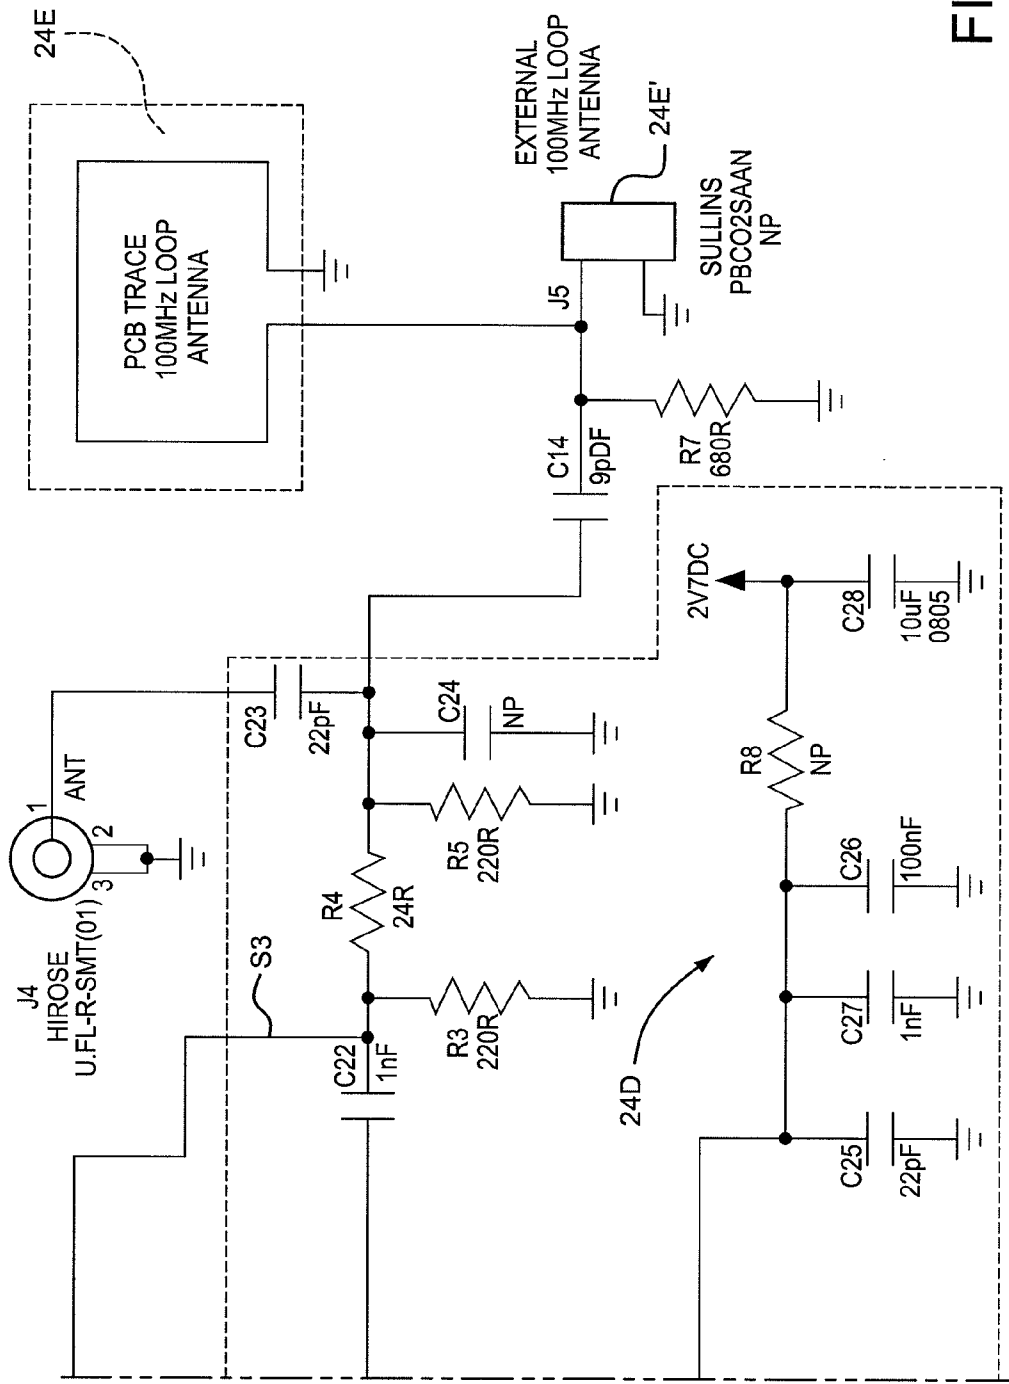 24E
PCB TRACE
100MHz LOOP
ANTENNA
EXTERNAL
100MHz LOOP
ANTENNA
24E'
SULLINS
PBCO2SAAN
NP
J5
C14
9pDF
R7
680R
J4
HIROSE
U.FL-R-SMT(01)
1
2
3
ANT
C23
22pF
C24
NP
R5
220R
R4
24R
S3
R3
220R
C22
1nF
24D
2V7DC
C28
10uF
0805
R8
NP
C26
100nF
C27
1nF
C25
22pF